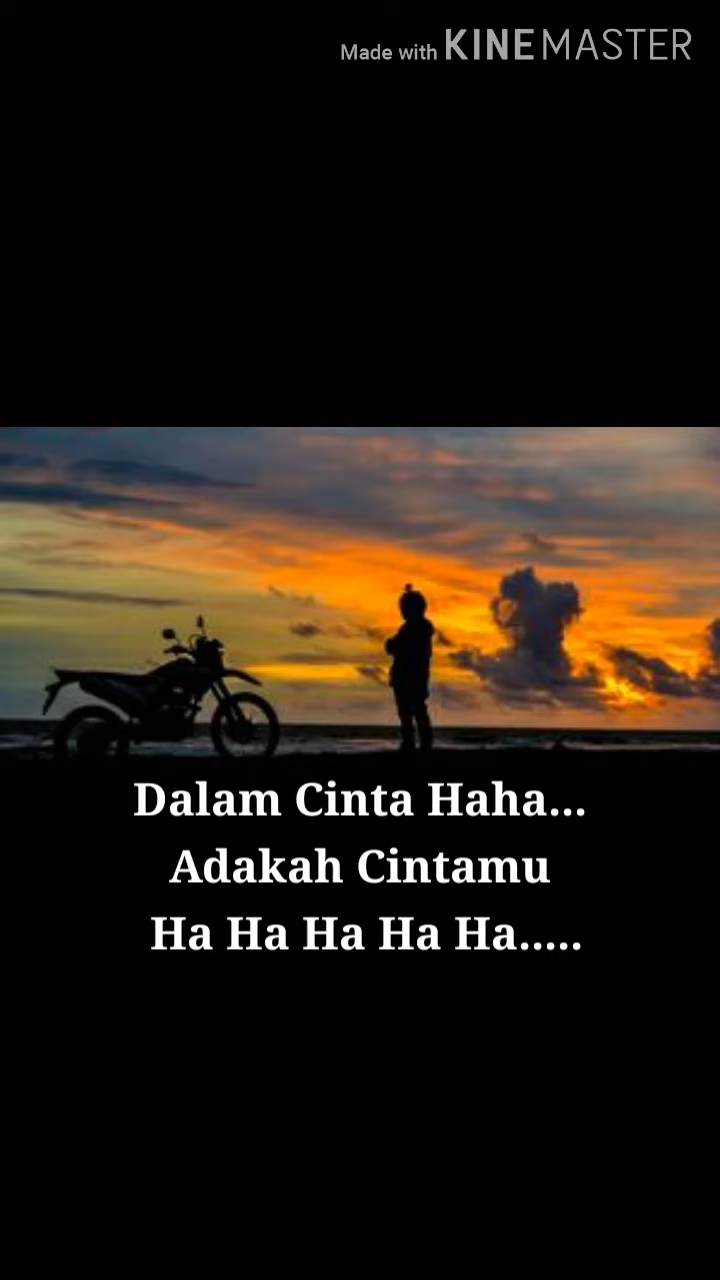 Made with KINEMASTER
Dalam Cinta Haha...
Adakah Cintamu
Ha Ha Ha Ha Ha.....